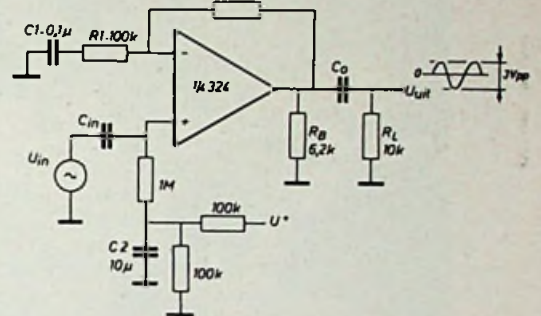 C1-0,1µ
R1-100k
-
¼ 324
+
Cin
Uin
~
1M
C2
10µ
100k
U⁺
100k
RB
6,2k
Co
RL
10k
Uuit
0
3Vpp